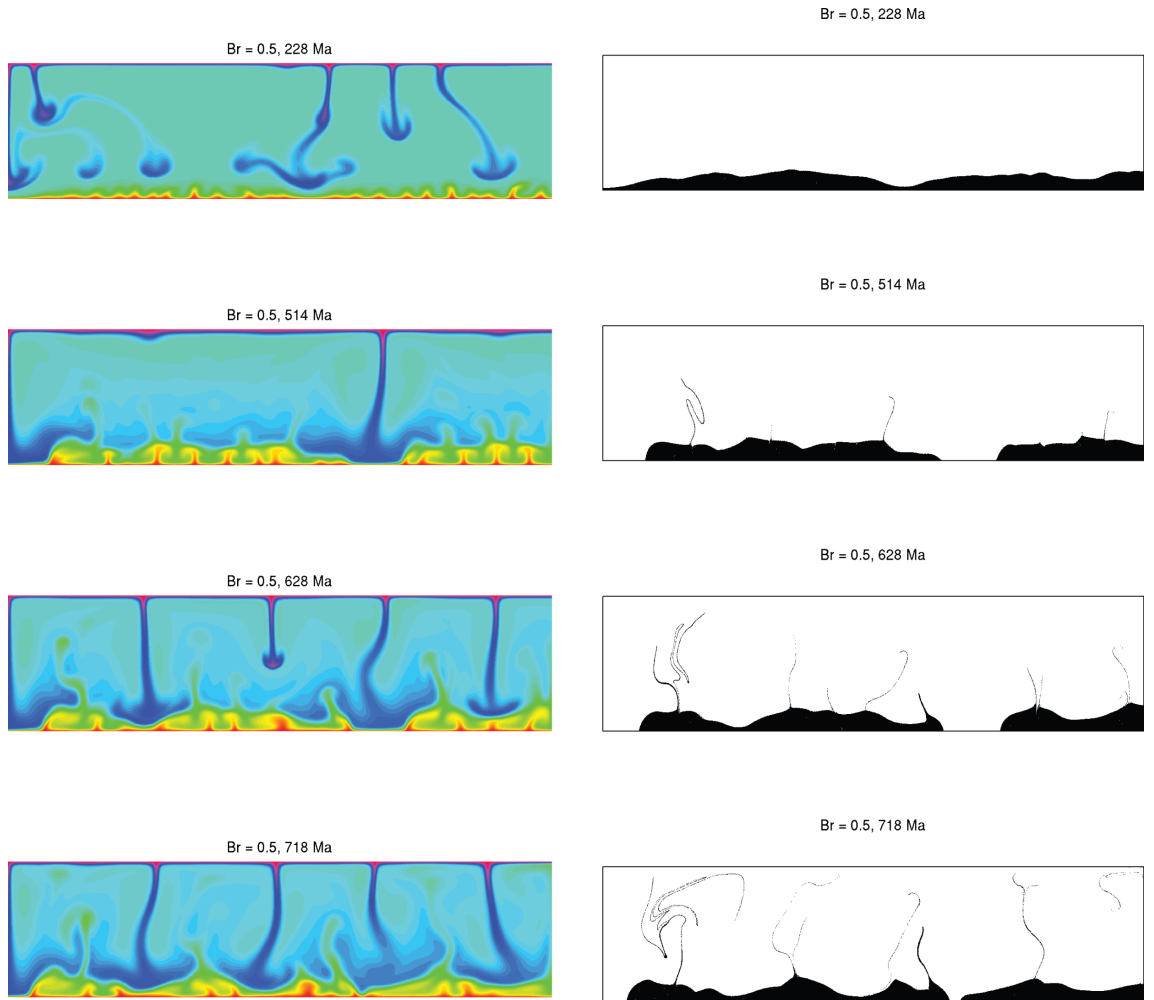 Br = 0.5, 228 Ma
Br = 0.5, 228 Ma
Br = 0.5, 514 Ma
Br = 0.5, 514 Ma
Br = 0.5, 628 Ma
Br = 0.5, 628 Ma
Br = 0.5, 718 Ma
Br = 0.5, 718 Ma